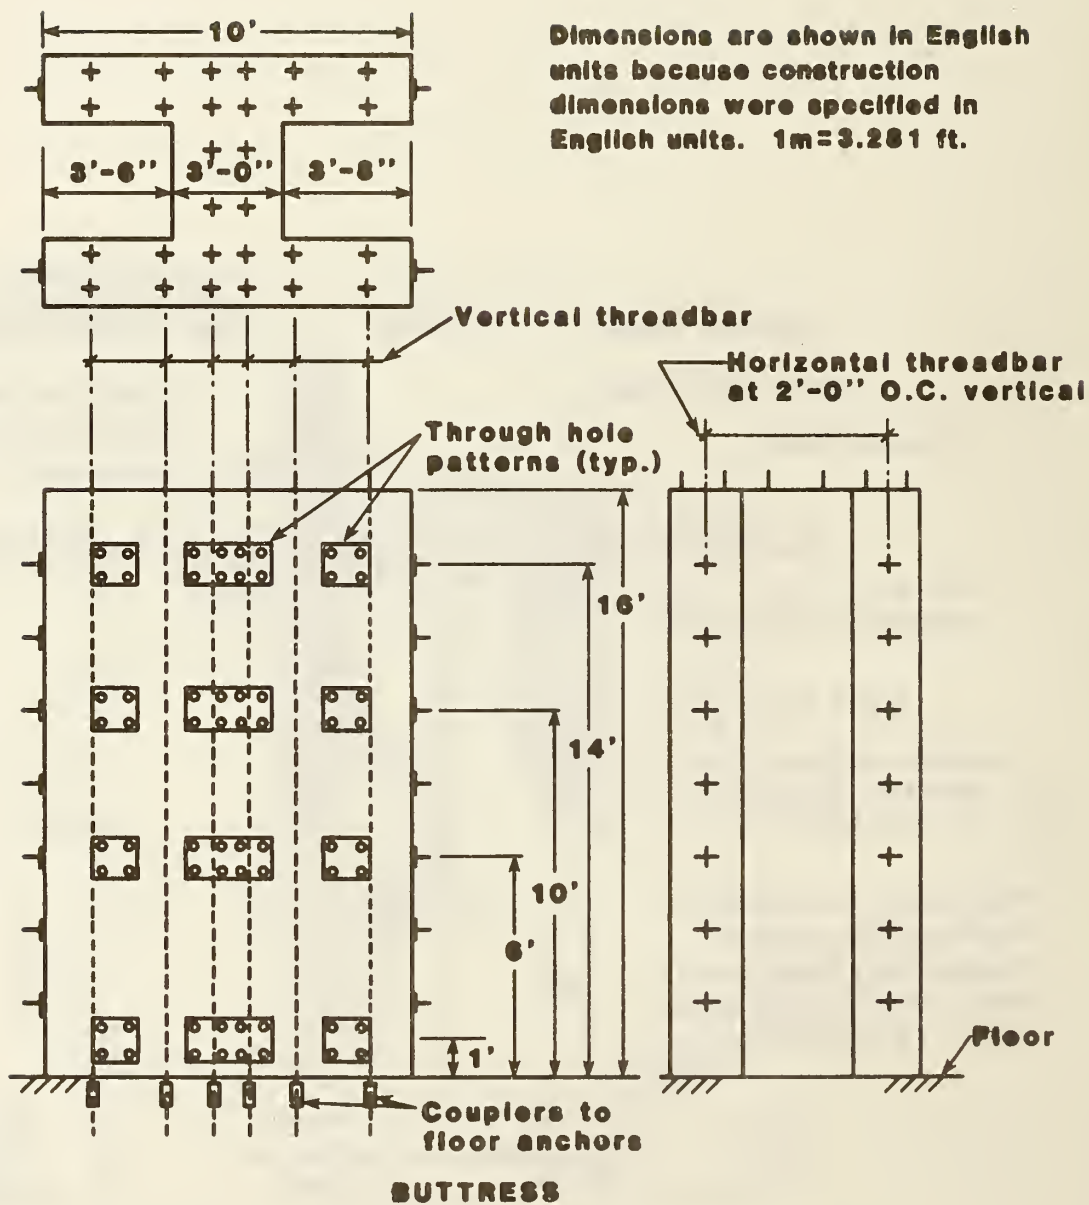 10'
Dimensions are shown in English
units because construction
dimensions were specified in
English units. 1m=3.281 ft.
3'-6" 3'-0" 3'-6"
Vertical threadbar
Horizontal threadbar
at 2'-0" O.C. vertical
Through hole
patterns (typ.)
16'
14'
10'
6'
1'
Floor
Couplers to
floor anchors
BUTTRESS